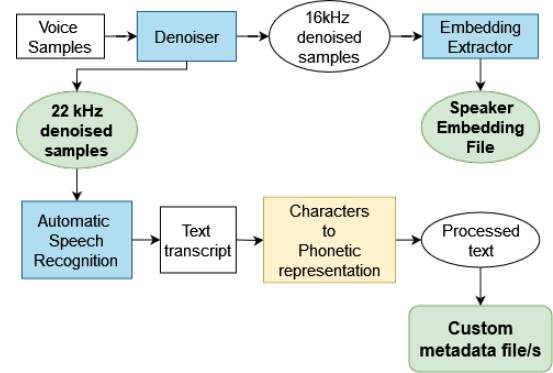 Voice
Samples
Denoiser
16kHz
denoised
samples
Embedding
Extractor
22 kHz
denoised
samples
Speaker
Embedding
File
Automatic
Speech
Recognition
Text
transcript
Characters
to
Phonetic
representation
Processed
text
Custom
metadata file/s